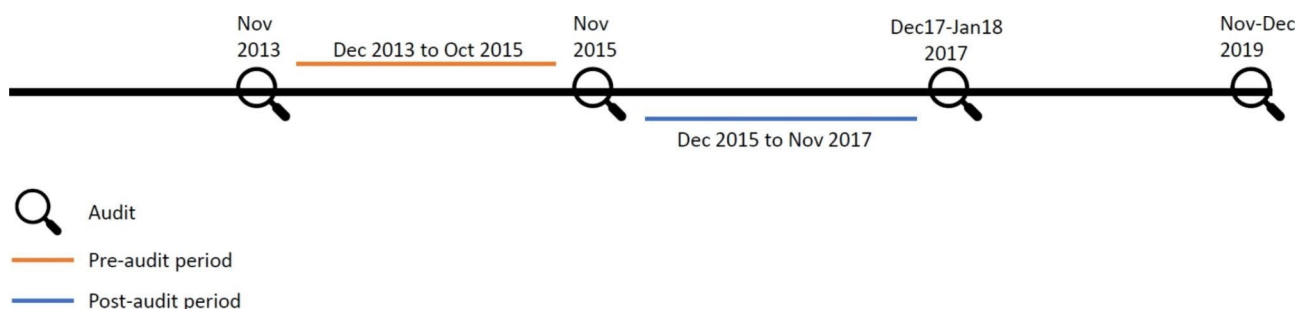 Nov
2013
Dec 2013 to Oct 2015
Nov
2015
Dec17-Jan18
2017
Nov-Dec
2019
Dec 2015 to Nov 2017
Audit
Pre-audit period
Post-audit period